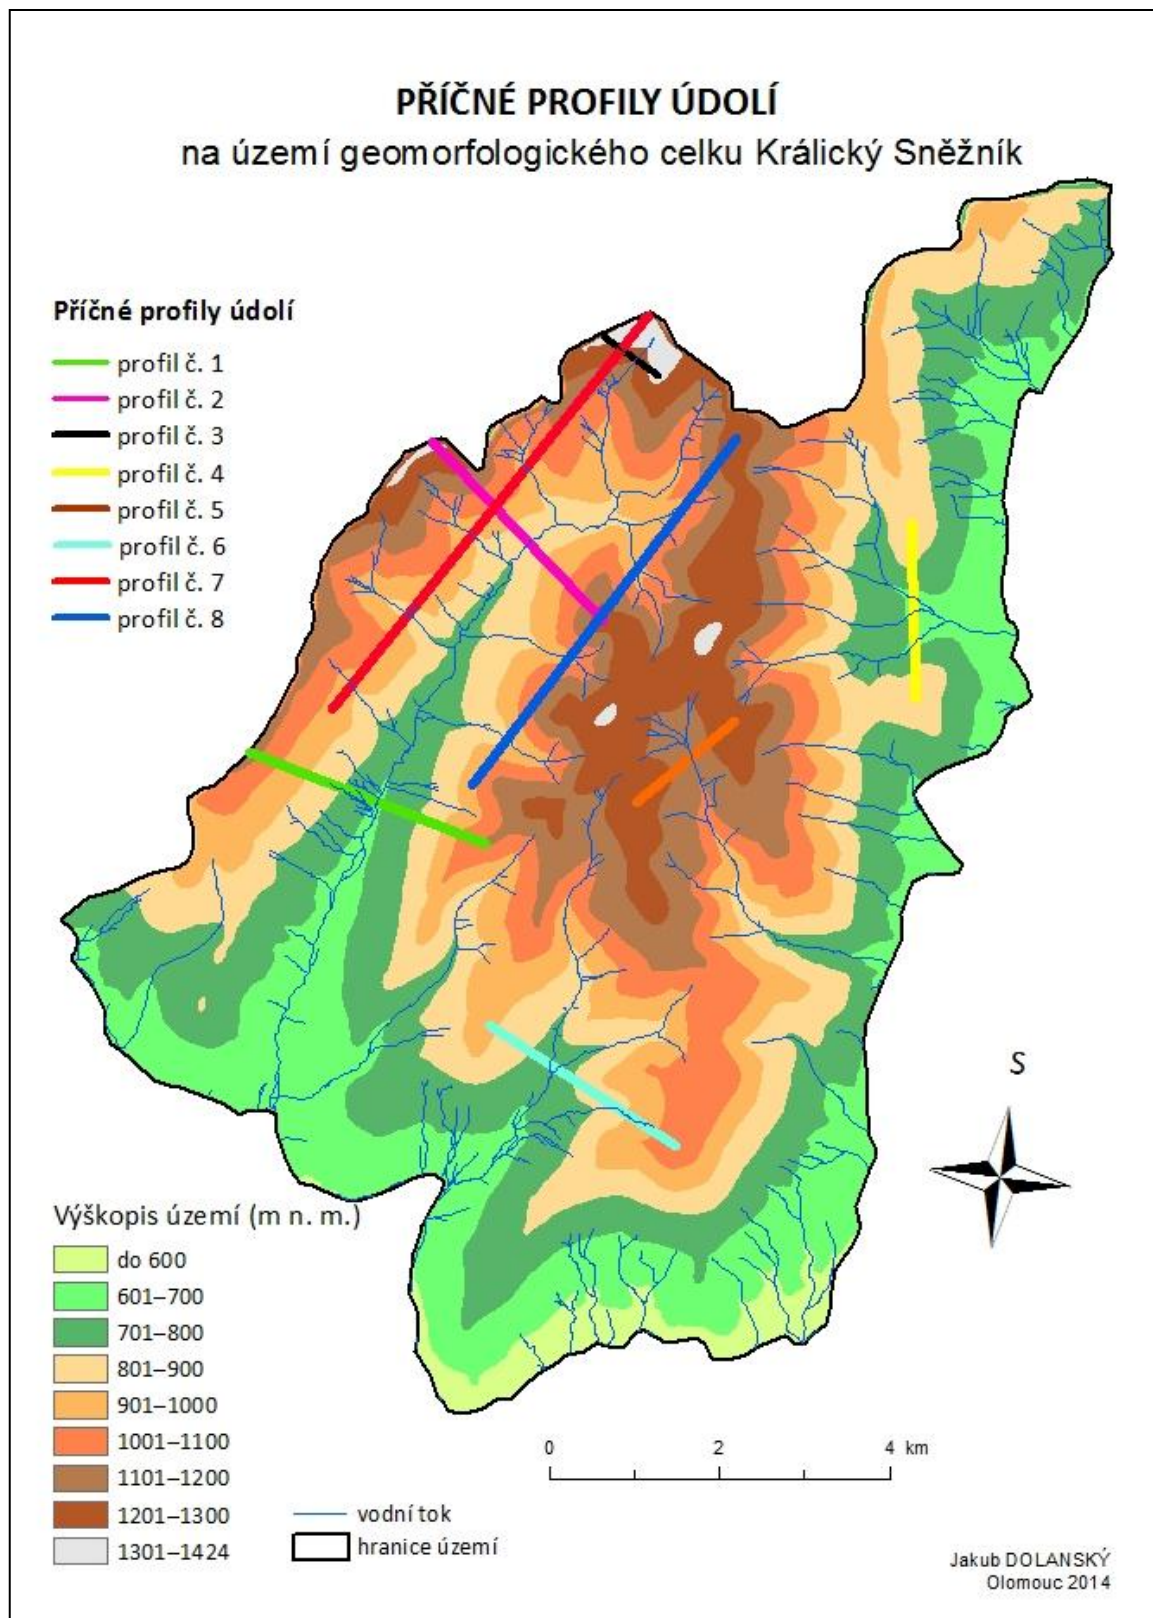 PŘÍČNÉ PROFILY ÚDOLÍ
na území geomorfologického celku Králický Sněžník
Příčné profily údolí
profil č. 1
profil č. 2
profil č. 3
profil č. 4
profil č. 5
profil č. 6
profil č. 7
profil č. 8
S
Výškopis území (m n. m.)
do 600
601–700
701–800
801–900
901–1000
1001–1100
1101–1200
1201–1300
1301–1424
0 2 4 km
vodní tok
hranice území
Jakub DOLANSKÝ
Olomouc 2014